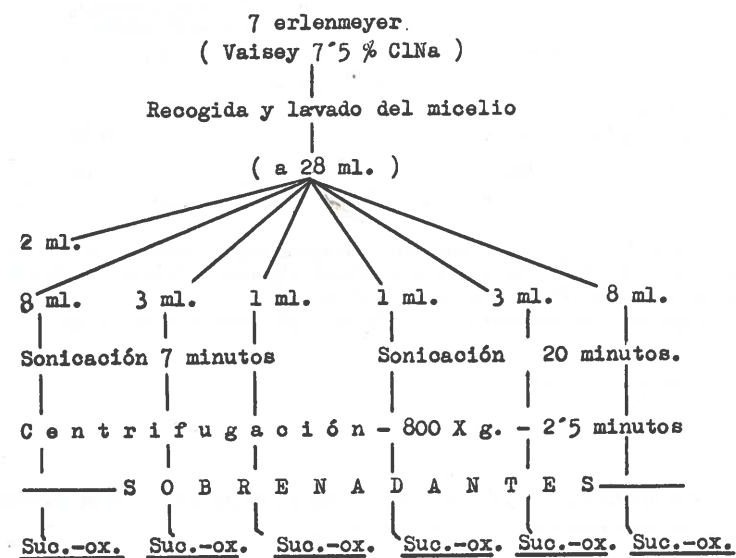 7 erlenmeyer.
( Vaisey 7´5 % ClNa )
Recogida y lavado del micelio
( a 28 ml. )
2 ml.
8 ml. 3 ml. 1 ml. 1 ml. 3 ml. 8 ml.
Sonicación 7 minutos Sonicación 20 minutos.
C e n t r i f u g a c i ó n - 800 X g. - 2´5 minutos
S O B R E N A D A N T E S
Suc.-ox. Suc.-ox. Suc.-ox. Suc.-ox. Suc.-ox. Suc.-ox.